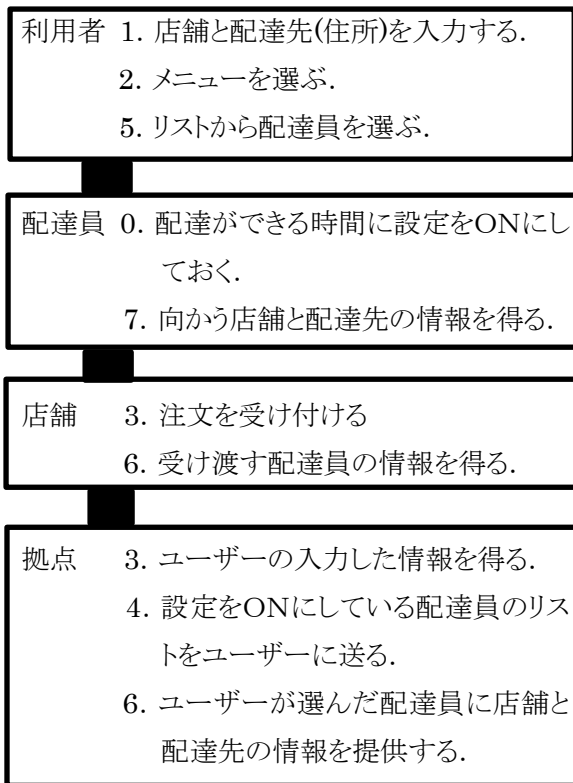 利用者 1. 店舗と配達先(住所)を入力する.
2. メニューを選ぶ.
5. リストから配達員を選ぶ.
配達員 0. 配達ができる時間に設定をONにし
ておく.
7. 向かう店舗と配達先の情報を得る.
店舗 3. 注文を受け付ける
6. 受け渡す配達員の情報を得る.
拠点 3. ユーザーの入力した情報を得る.
4. 設定をONにしている配達員のリス
トをユーザーに送る.
6. ユーザーが選んだ配達員に店舗と
配達先の情報を提供する.